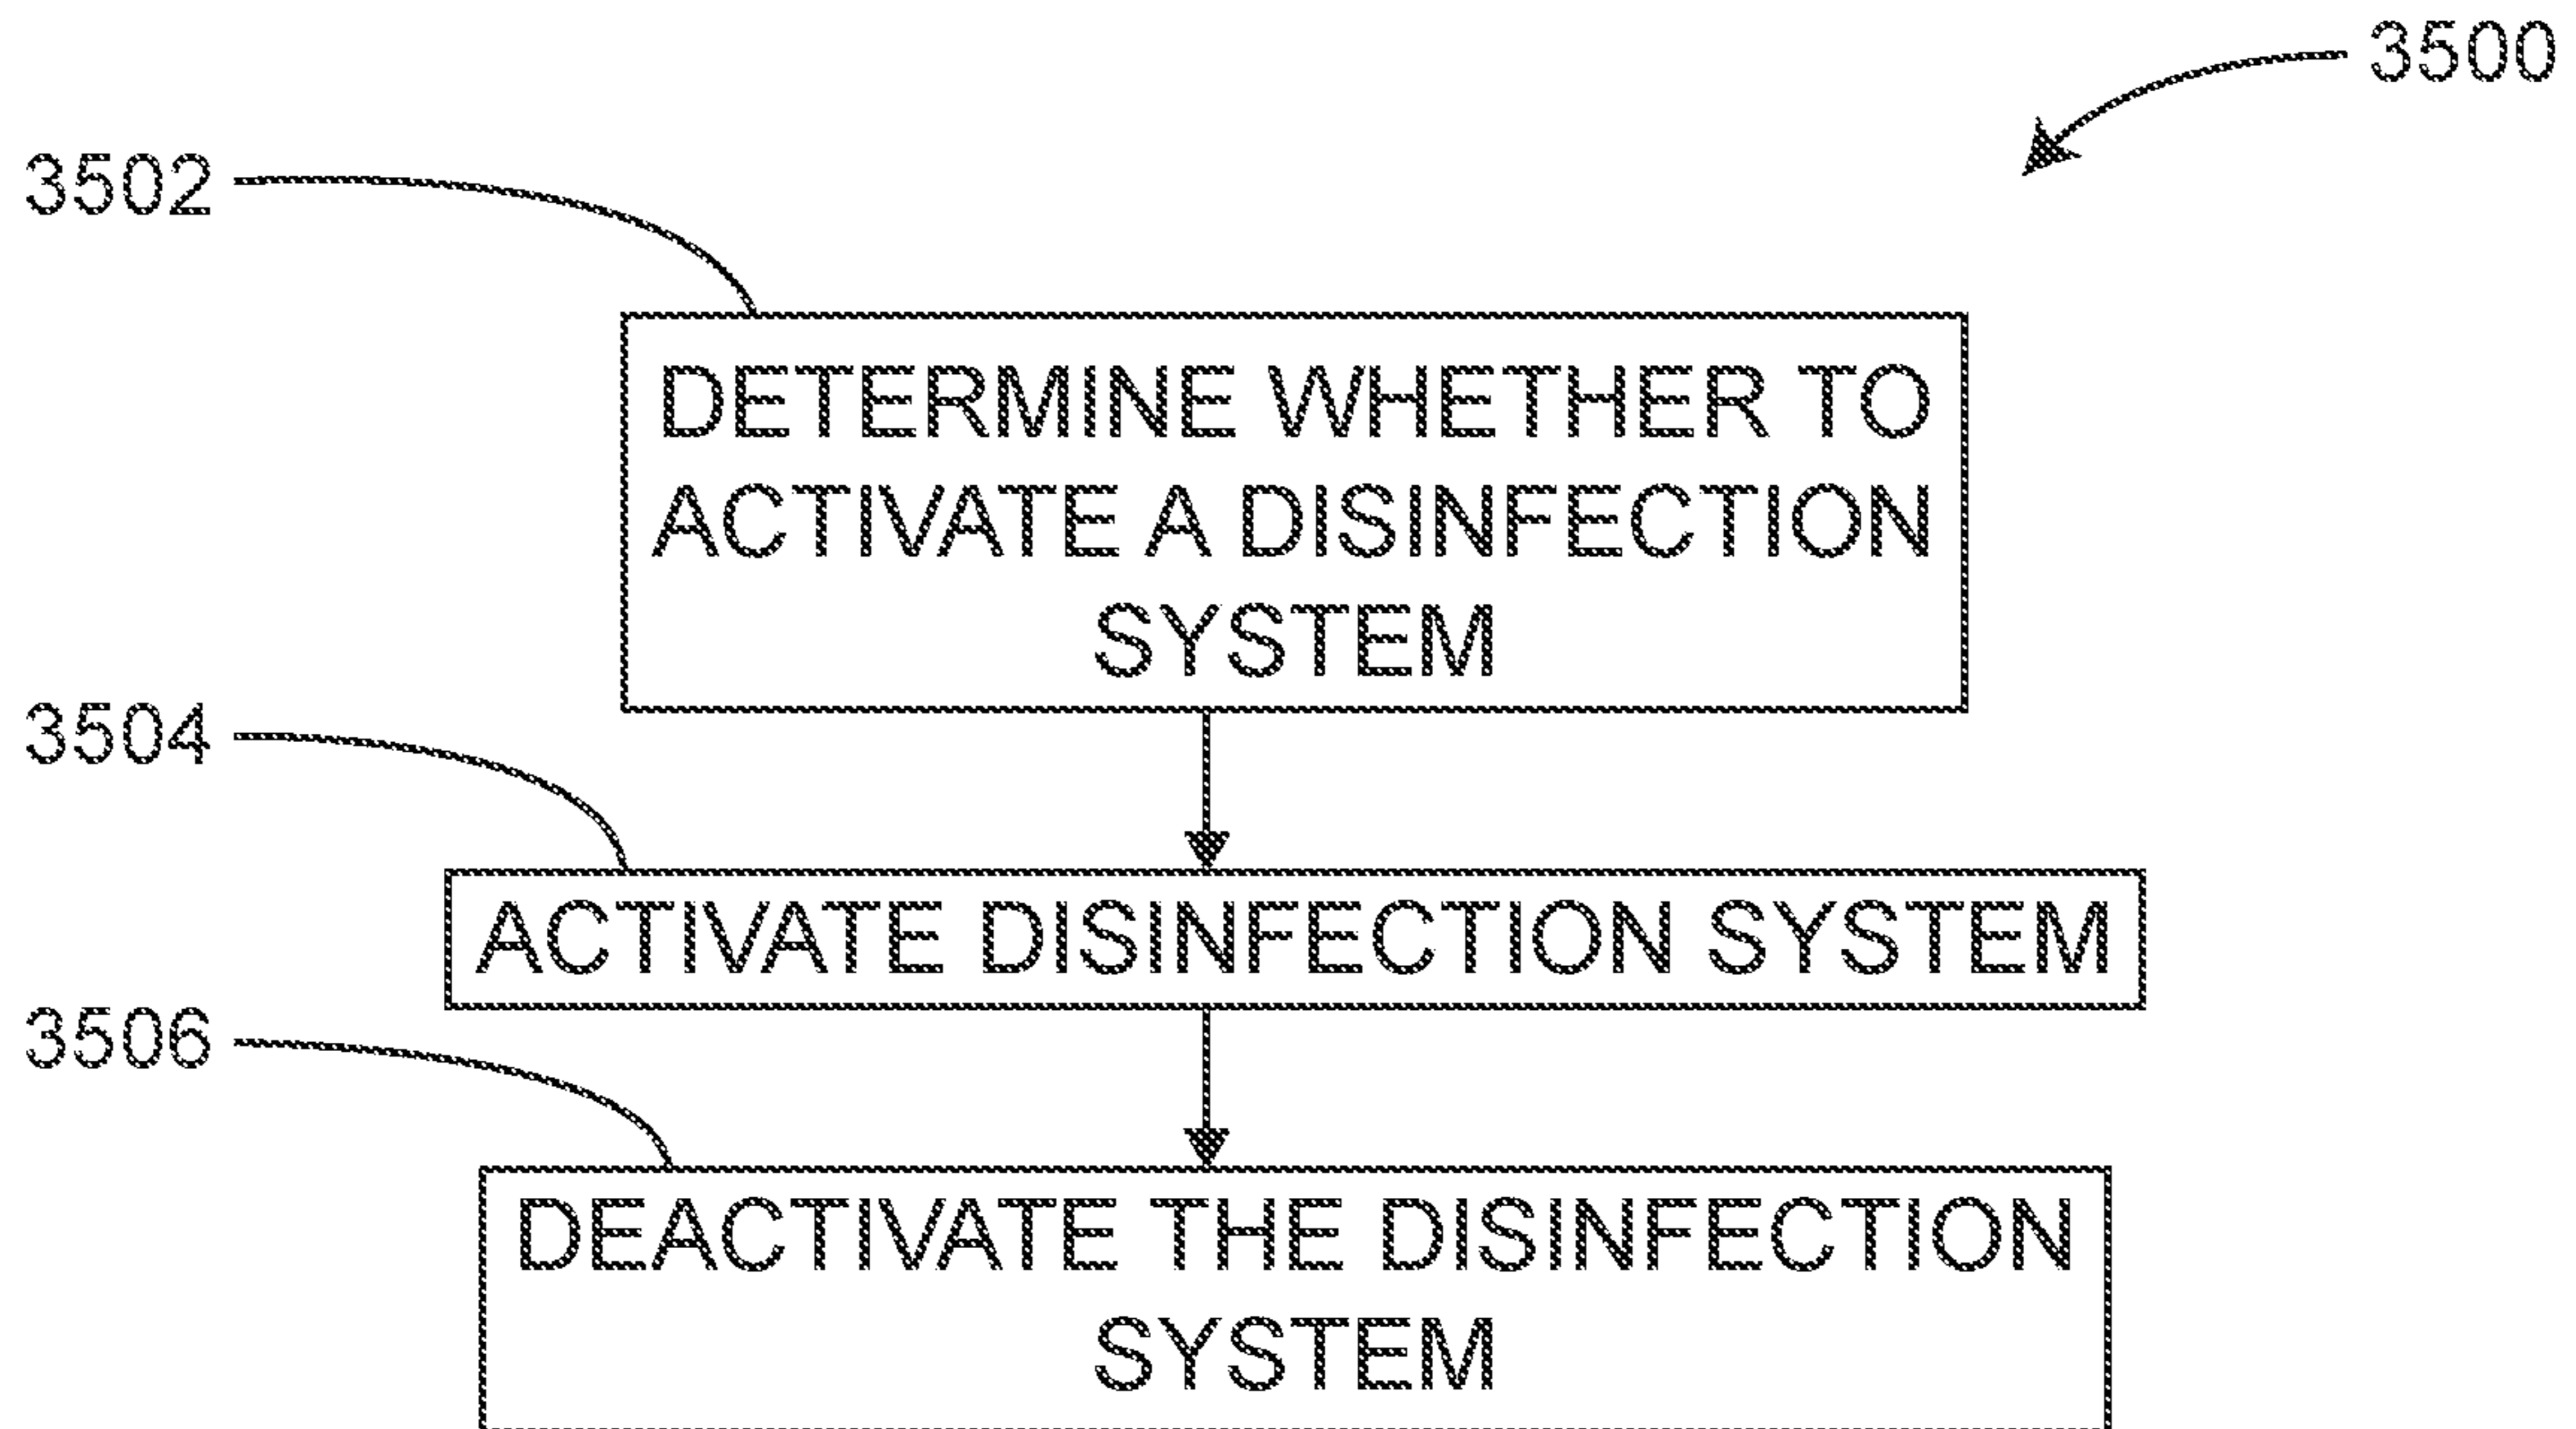 3500
3502
DETERMINE WHETHER TO
ACTIVATE A DISINFECTION
SYSTEM
3504
ACTIVATE DISINFECTION SYSTEM
3506
DEACTIVATE THE DISINFECTION
SYSTEM